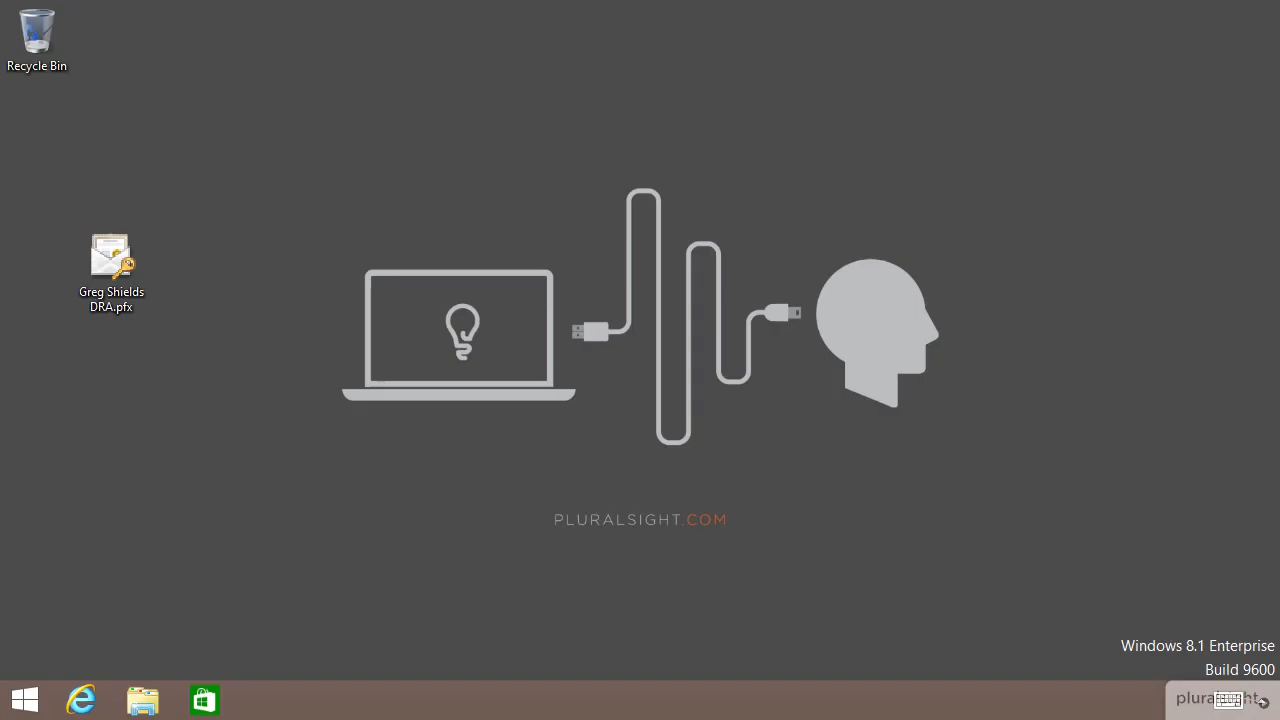 Recycle Bin
Greg Shields
DRA.pfx
PLURALSIGHT.COM
Windows 8.1 Enterprise
Build 9600
pluralsight